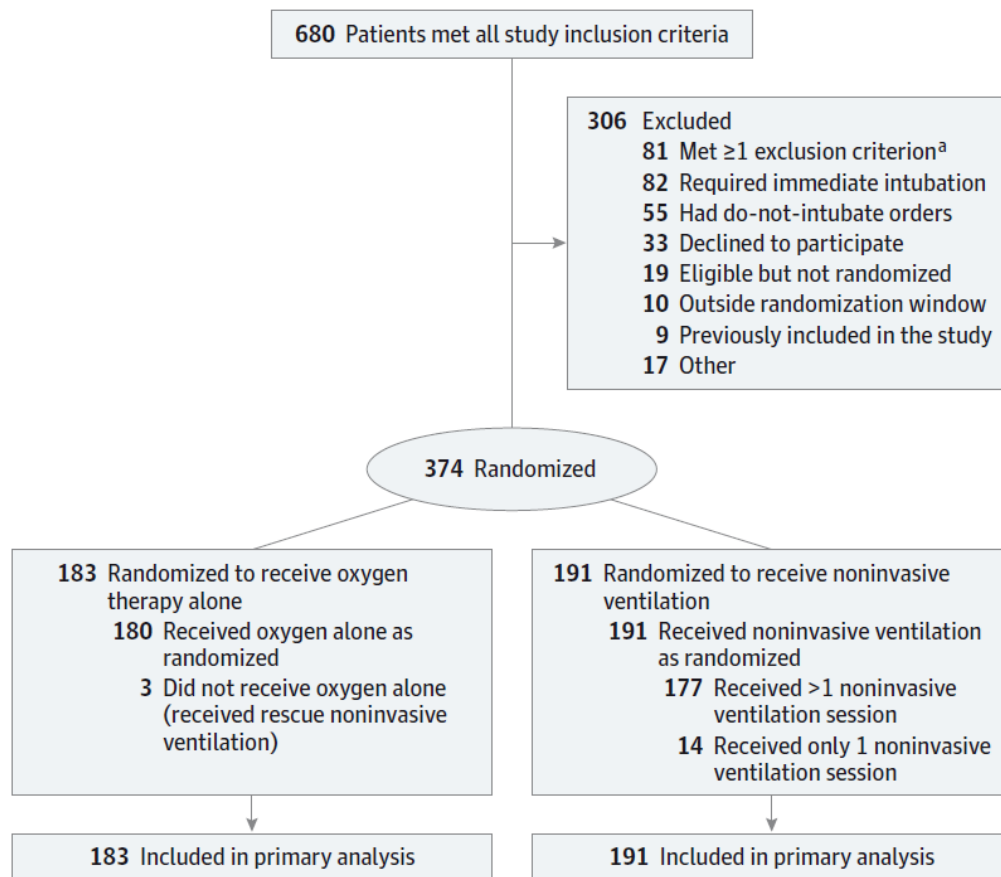 680 Patients met all study inclusion criteria
306 Excluded
81 Met ≥1 exclusion criterionᵃ
82 Required immediate intubation
55 Had do-not-intubate orders
33 Declined to participate
19 Eligible but not randomized
10 Outside randomization window
9 Previously included in the study
17 Other
374 Randomized
183 Randomized to receive oxygen
therapy alone
180 Received oxygen alone as
randomized
3 Did not receive oxygen alone
(received rescue noninvasive
ventilation)
191 Randomized to receive noninvasive
ventilation
191 Received noninvasive ventilation
as randomized
177 Received >1 noninvasive
ventilation session
14 Received only 1 noninvasive
ventilation session
183 Included in primary analysis
191 Included in primary analysis